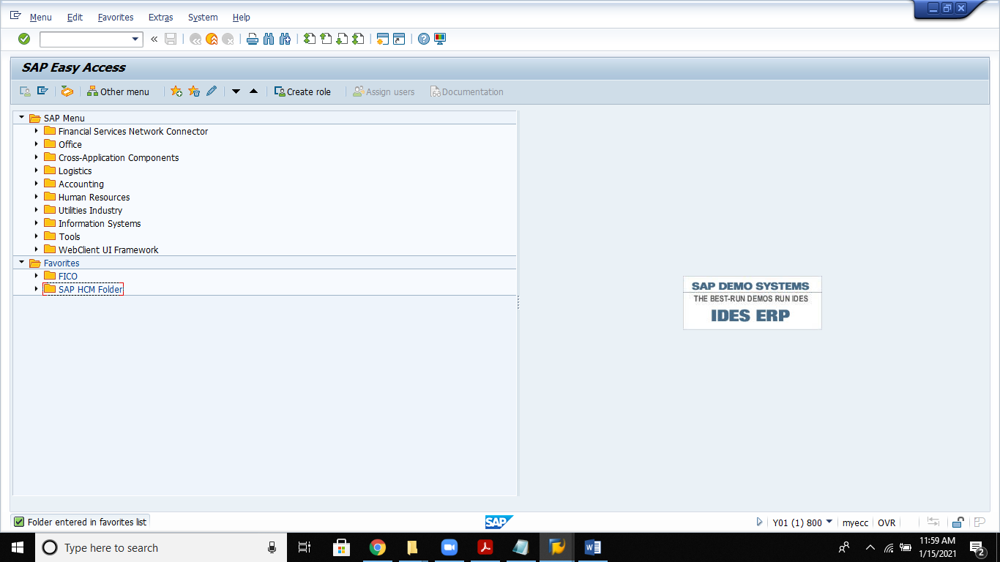 Menu Edit Favorites Extras System Help
SAP Easy Access
Other menu Create role Assign users Documentation
SAP Menu
Financial Services Network Connector
Office
Cross-Application Components
Logistics
Accounting
Human Resources
Utilities Industry
Information Systems
Tools
WebClient UI Framework
Favorites
FICO
SAP HCM Folder
SAP DEMO SYSTEMS
THE BEST-RUN DEMOS RUN IDES
IDES ERP
Folder entered in favorites list SAP Y01 (1) 800 myecc OVR
Type here to search
11:59 AM
1/15/2021
2